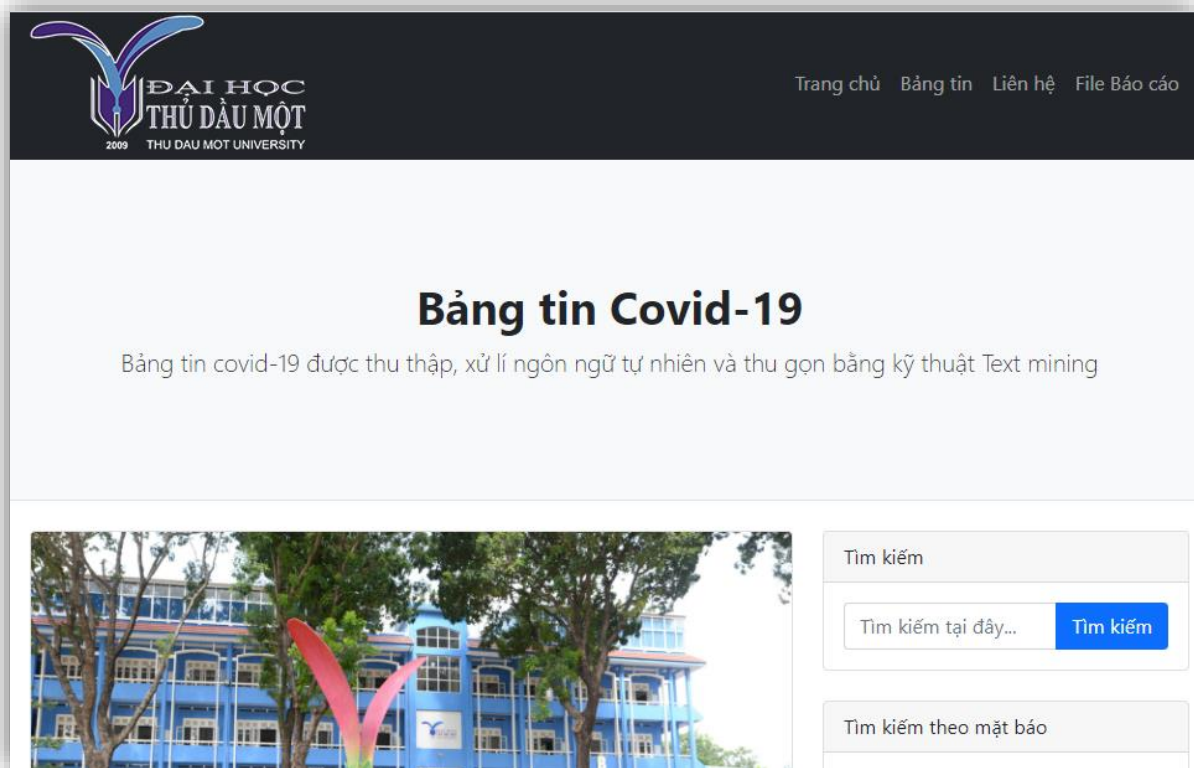 ĐẠI HỌC
THỦ DẦU MỘT
2009 THU DAU MOT UNIVERSITY
Trang chủ Bảng tin Liên hệ File Báo cáo
Bảng tin Covid-19
Bảng tin covid-19 được thu thập, xử lí ngôn ngữ tự nhiên và thu gọn bằng kỹ thuật Text mining
Tìm kiếm
Tìm kiếm tại đây... Tìm kiếm
Tìm kiếm theo mặt báo